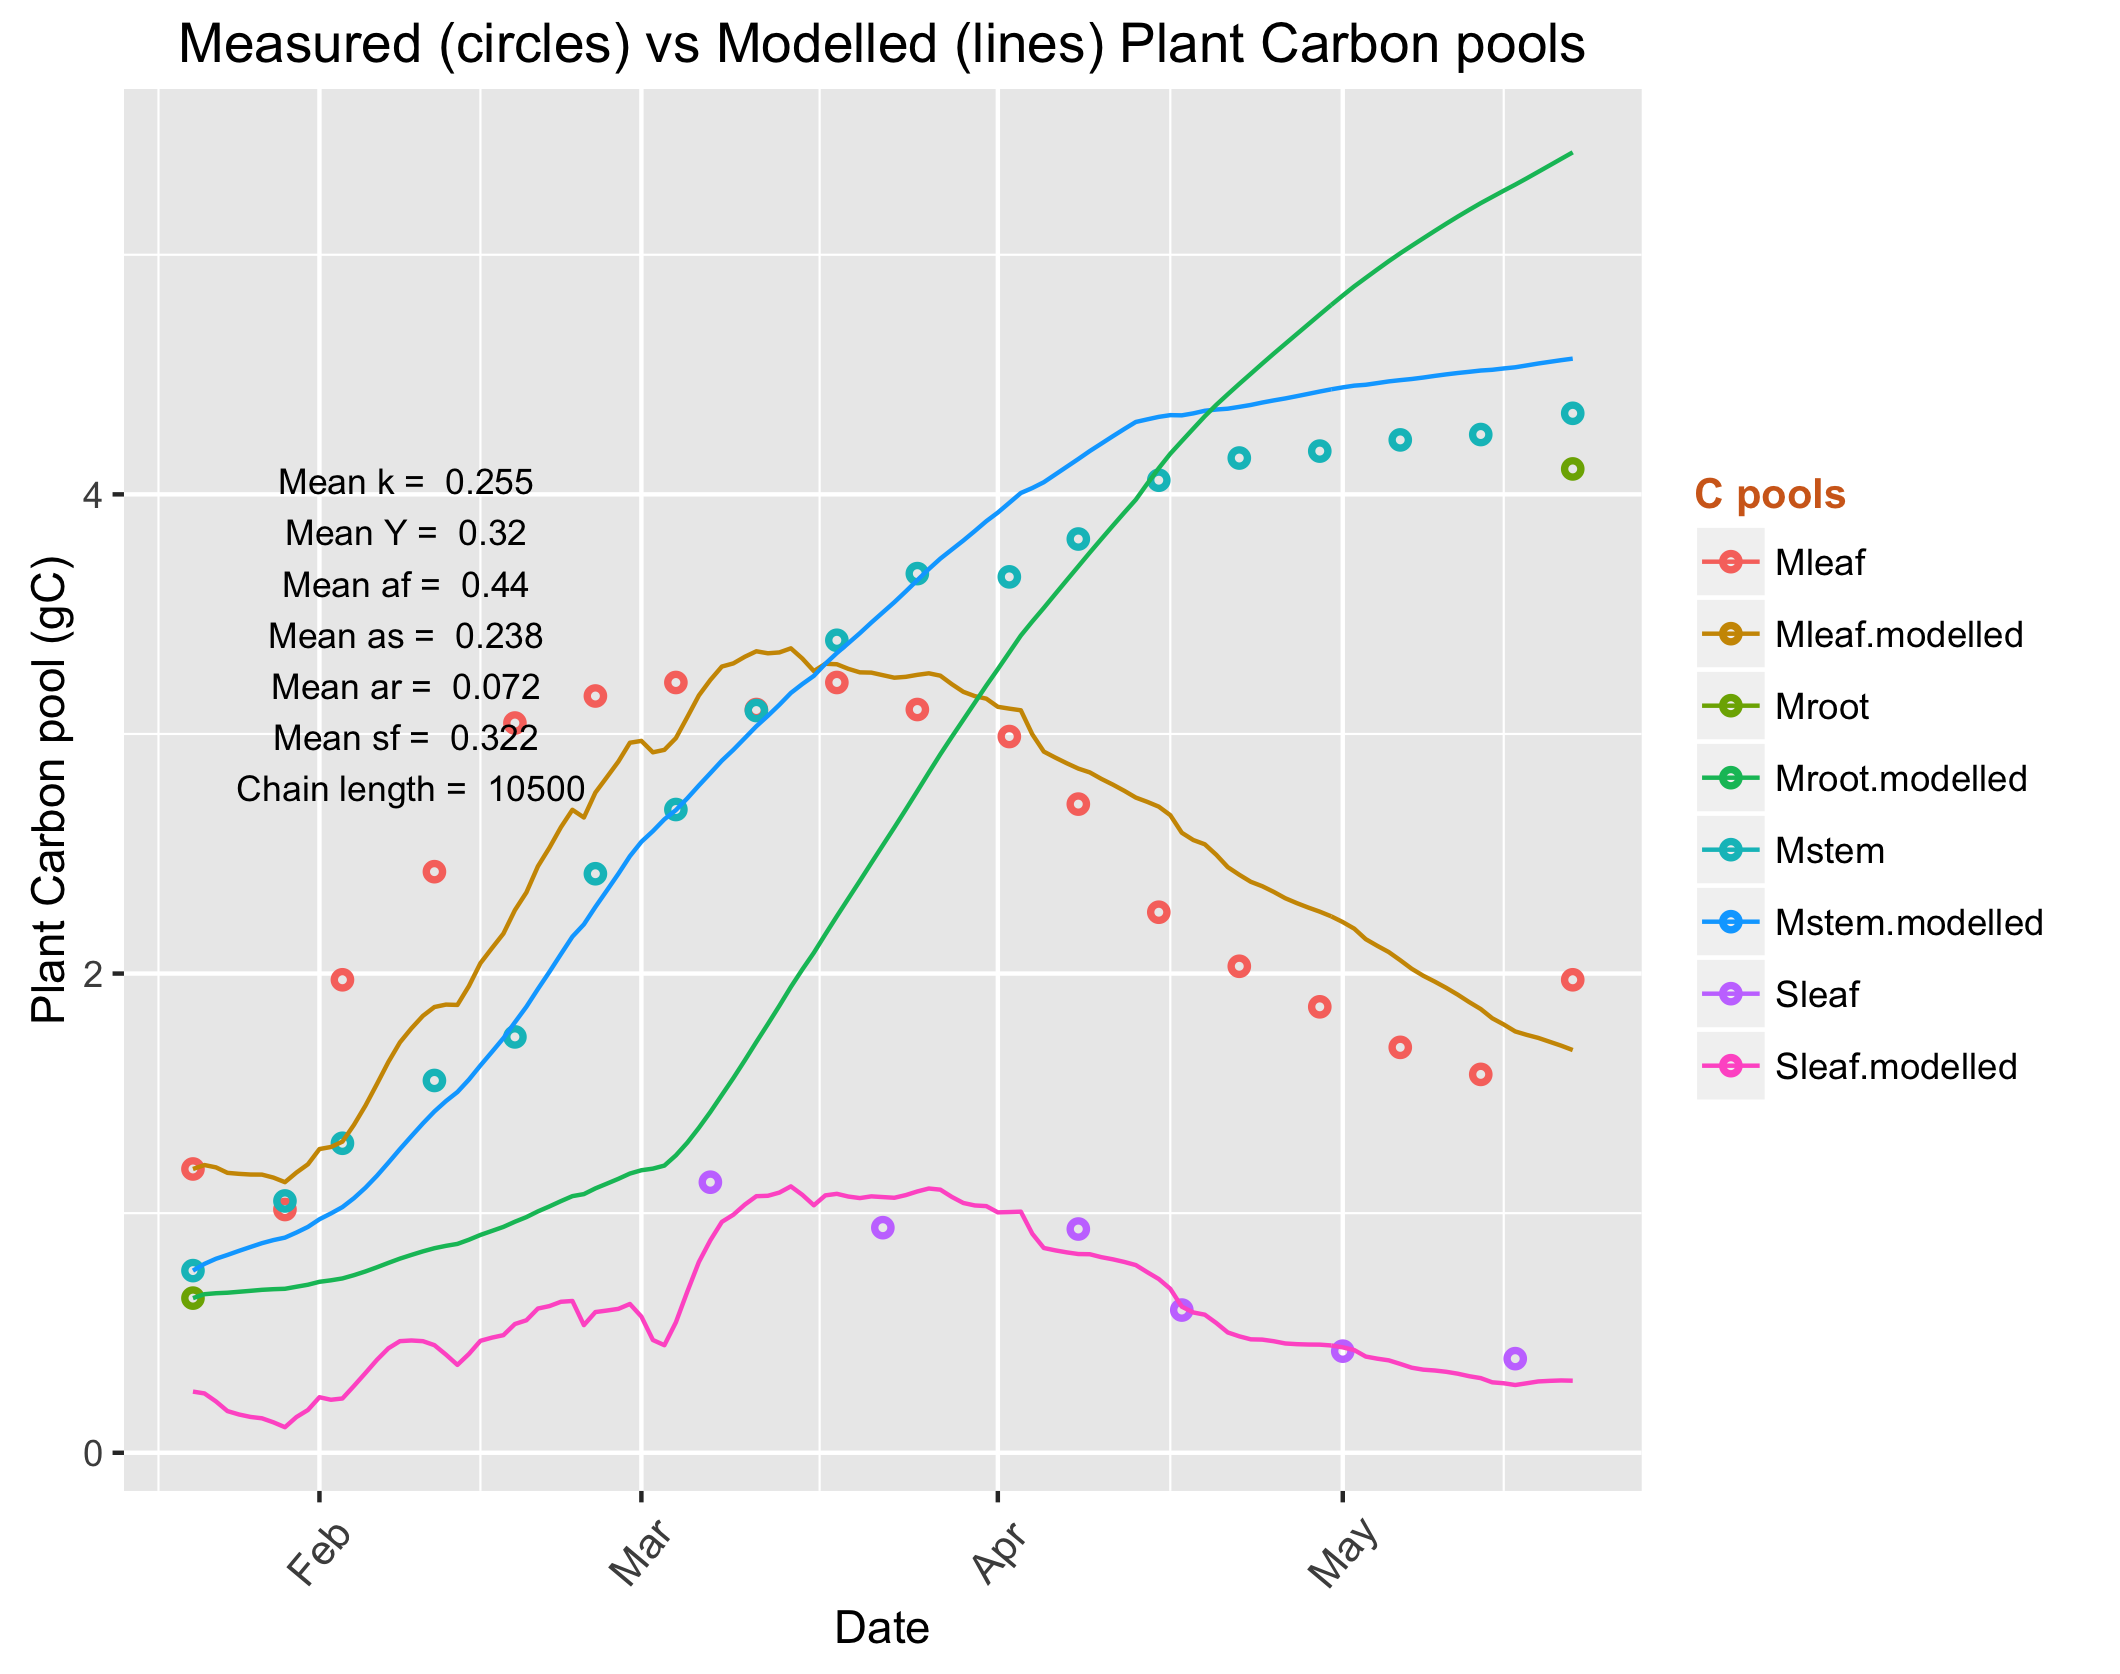 Measured (circles) vs Modelled (lines) Plant Carbon pools
Plant Carbon pool (gC)
4
2
0
Mean k = 0.255
Mean Y = 0.32
Mean af = 0.44
Mean as = 0.238
Mean ar = 0.072
Mean sf = 0.322
Chain length = 10500
Feb
Mar
Apr
May
Date
C pools
Mleaf
Mleaf.modelled
Mroot
Mroot.modelled
Mstem
Mstem.modelled
Sleaf
Sleaf.modelled